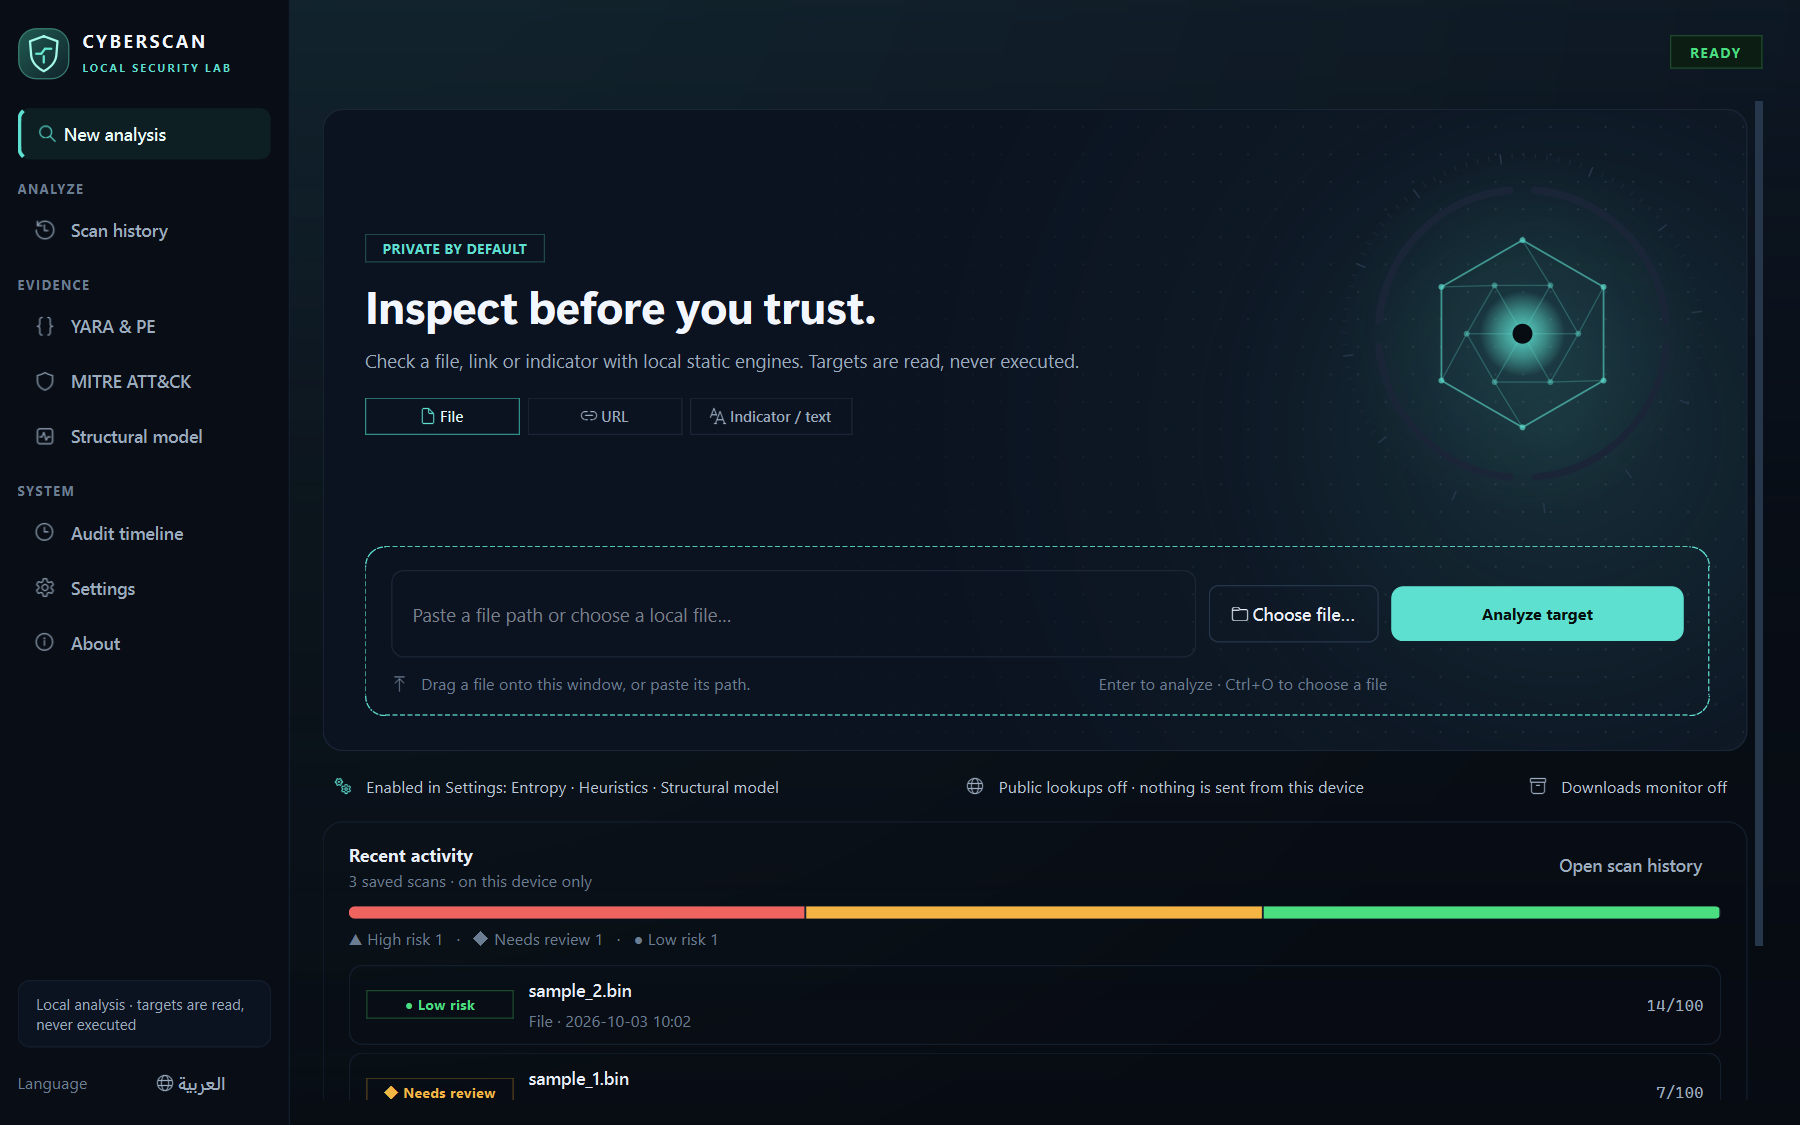 CYBERSCAN
LOCAL SECURITY LAB
New analysis
ANALYZE
Scan history
EVIDENCE
YARA & PE
MITRE ATT&CK
Structural model
SYSTEM
Audit timeline
Settings
About
Local analysis · targets are read,
never executed
Language
العربية
READY
PRIVATE BY DEFAULT
Inspect before you trust.
Check a file, link or indicator with local static engines. Targets are read, never executed.
File
URL
Indicator / text
Paste a file path or choose a local file...
Choose file...
Analyze target
Drag a file onto this window, or paste its path.
Enter to analyze · Ctrl+O to choose a file
Enabled in Settings: Entropy · Heuristics · Structural model
Public lookups off · nothing is sent from this device
Downloads monitor off
Recent activity
3 saved scans · on this device only
Open scan history
▲ High risk 1 · ◆ Needs review 1 · ● Low risk 1
● Low risk
sample_2.bin
File · 2026-10-03 10:02
14/100
◆ Needs review
sample_1.bin
7/100